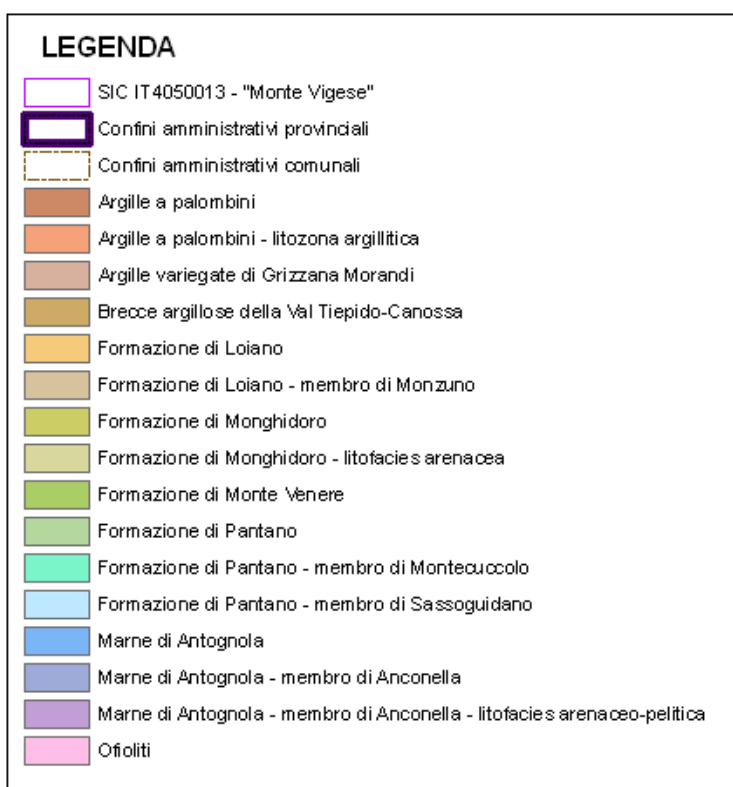 LEGENDA
SIC IT4050013 - "Monte Vigese"
Confini amministrativi provinciali
Confini amministrativi comunali
Argille a palombini
Argille a palombini - litozona argillitica
Argille variegate di Grizzana Morandi
Brecce argillose della Val Tiepido-Canossa
Formazione di Loiano
Formazione di Loiano - membro di Monzuno
Formazione di Monghidoro
Formazione di Monghidoro - litofacies arenacea
Formazione di Monte Venere
Formazione di Pantano
Formazione di Pantano - membro di Montecuccolo
Formazione di Pantano - membro di Sassoguidano
Marne di Antognola
Marne di Antognola - membro di Anconella
Marne di Antognola - membro di Anconella - litofacies arenaceo-pelitica
Ofioliti